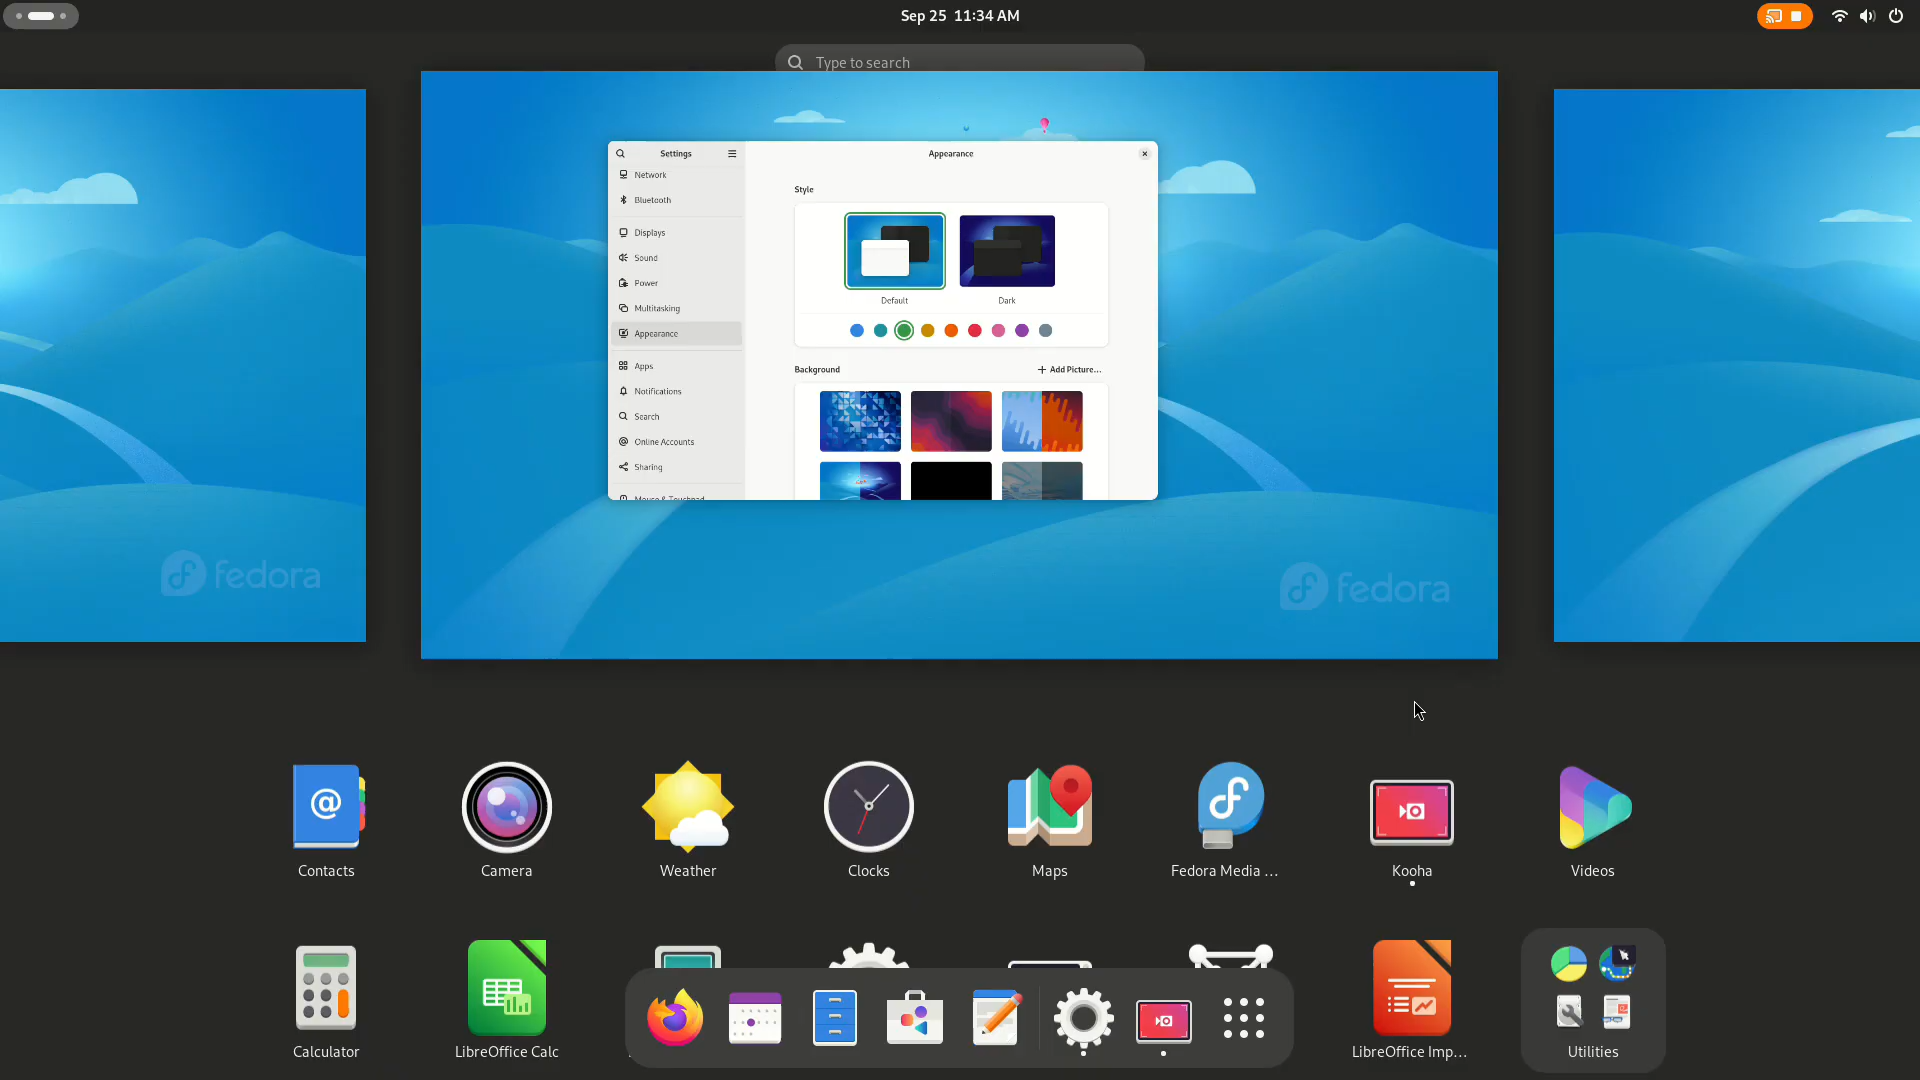 Sep 25  11:34 AM
Type to search
Settings
Appearance
Network
Bluetooth
Displays
Sound
Power
Multitasking
Appearance
Apps
Notifications
Search
Online Accounts
Sharing
Mouse & Touchpad
Style
Default
Dark
Background
Add Picture...
fedora
fedora
Contacts
Camera
Weather
Clocks
Maps
Fedora Media ...
Kooha
Videos
Calculator
LibreOffice Calc
LibreOffice Imp...
Utilities